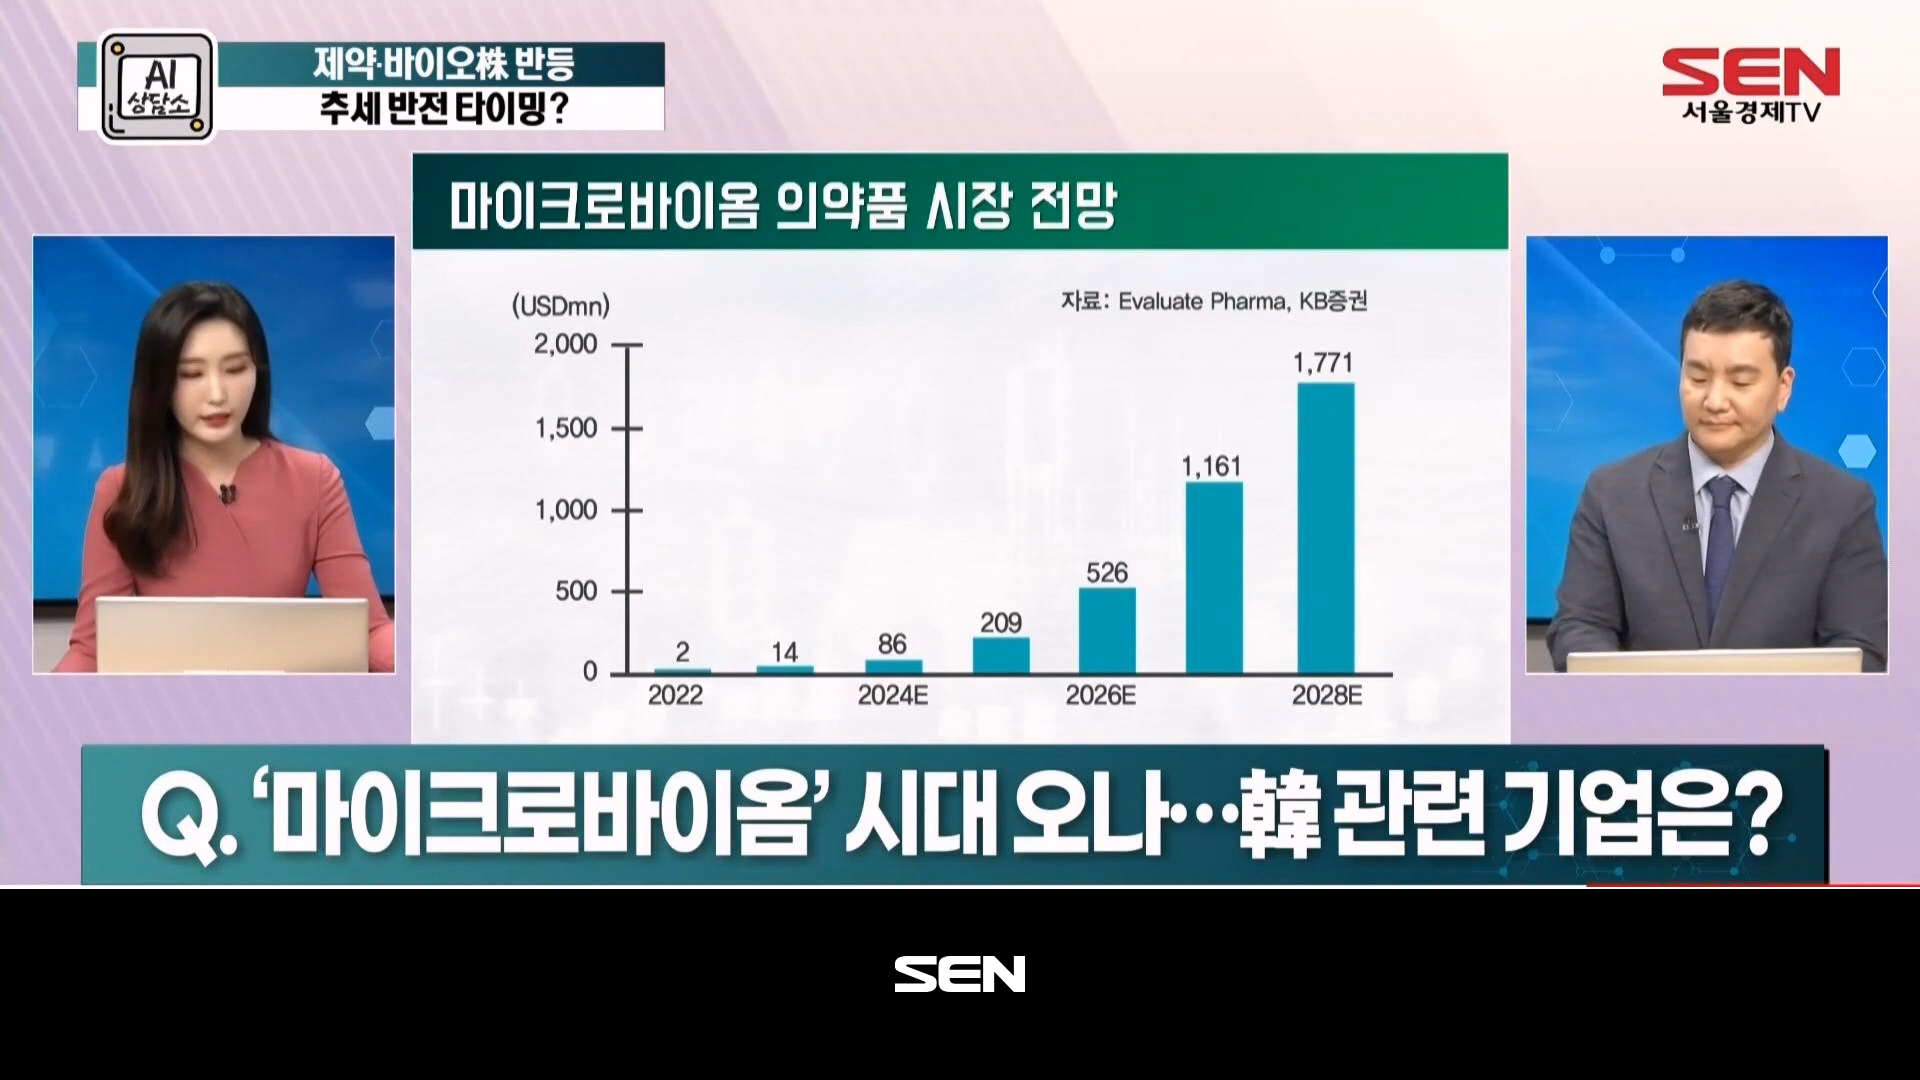 AI
상담소
제약·바이오株 반등
추세 반전 타이밍?
SEN
서울경제TV
마이크로바이옴 의약품 시장 전망
(USDmn)
자료: Evaluate Pharma, KB증권
2,000
1,500
1,000
500
0
2
14
86
209
526
1,161
1,771
2022
2024E
2026E
2028E
Q. ‘마이크로바이옴’ 시대 오나···韓 관련 기업은?
SEN